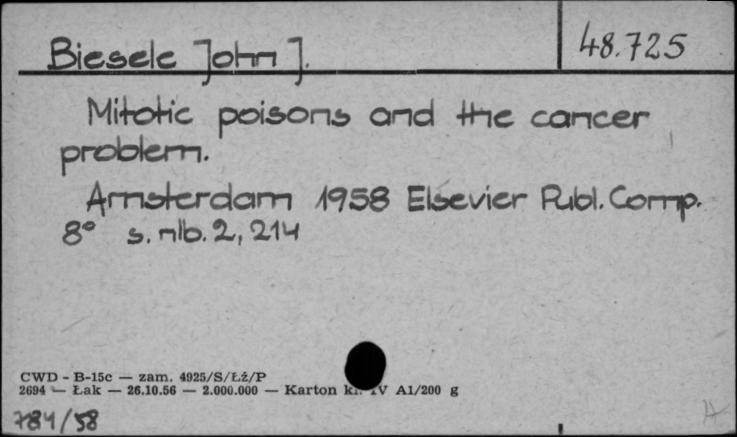 Biesele John J.
48.725
Mitotic poisons and the cancer
problem.
Amsterdam 1958 Elsevier Publ. Comp.
8° s. nlb. 2, 214
CWD - B-15c — zam. 4925/S/Łż/P
2694 — Łak — 26.10.56 — 2.000.000 — Karton kl. IV A1/200 g
784/58